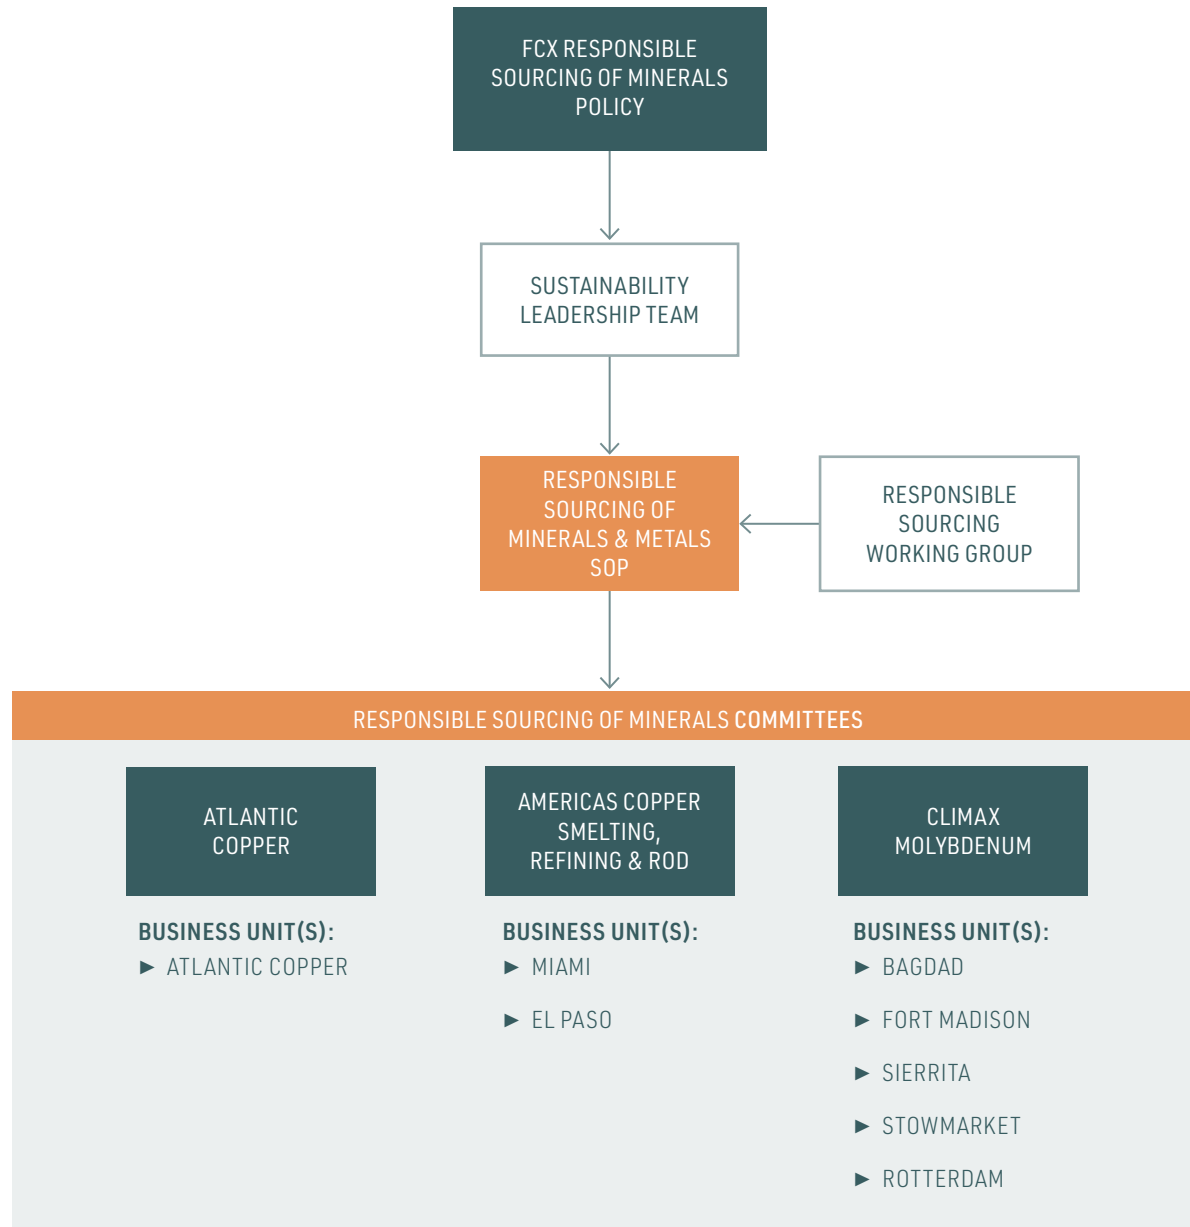 FCX RESPONSIBLE
SOURCING OF MINERALS
POLICY
SUSTAINABILITY
LEADERSHIP TEAM
RESPONSIBLE
SOURCING OF
MINERALS & METALS
SOP
RESPONSIBLE
SOURCING
WORKING GROUP
RESPONSIBLE SOURCING OF MINERALS COMMITTEES
ATLANTIC
COPPER
BUSINESS UNIT(S):
► ATLANTIC COPPER
AMERICAS COPPER
SMELTING,
REFINING & ROD
BUSINESS UNIT(S):
► MIAMI
► EL PASO
CLIMAX
MOLYBDENUM
BUSINESS UNIT(S):
► BAGDAD
► FORT MADISON
► SIERRITA
► STOWMARKET
► ROTTERDAM